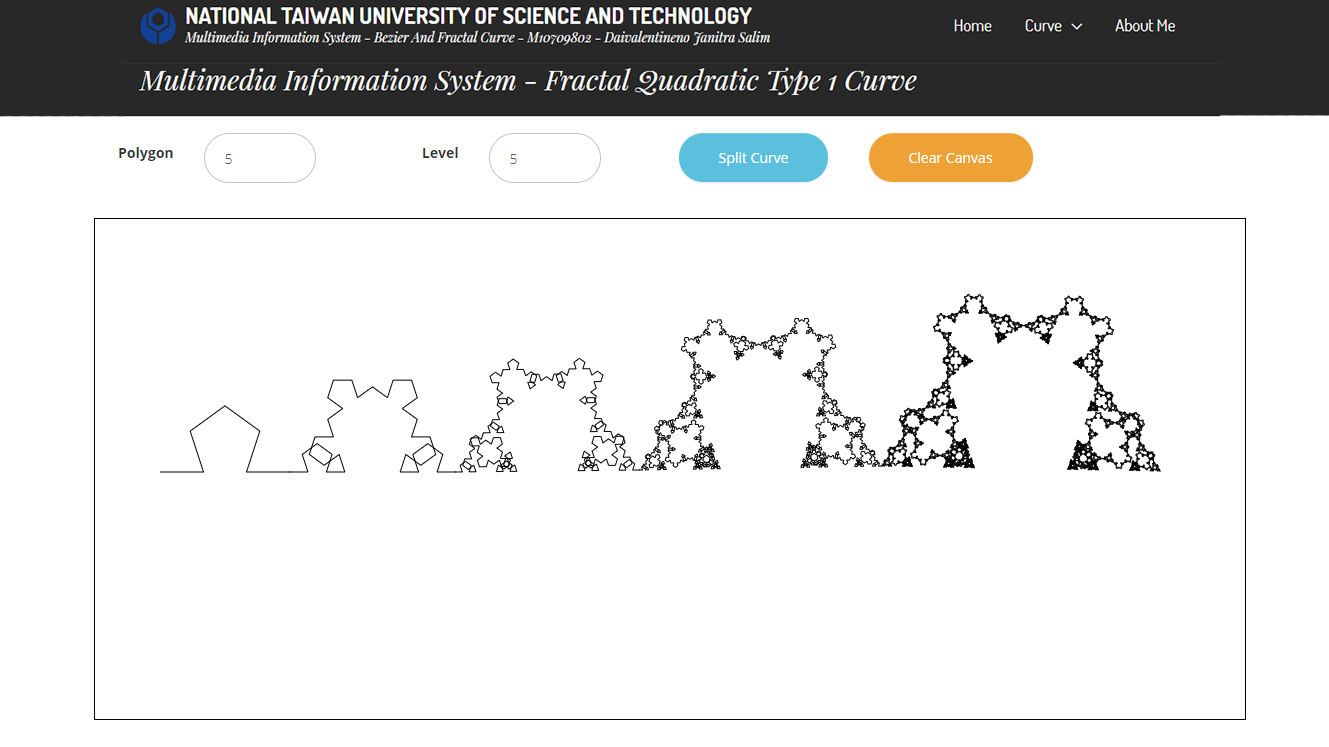 NATIONAL TAIWAN UNIVERSITY OF SCIENCE AND TECHNOLOGY
Multimedia Information System - Bezier And Fractal Curve - M10709802 - Daivalentineno Janitra Salim
Home Curve About Me
Multimedia Information System - Fractal Quadratic Type 1 Curve
Polygon 5 Level 5 Split Curve Clear Canvas